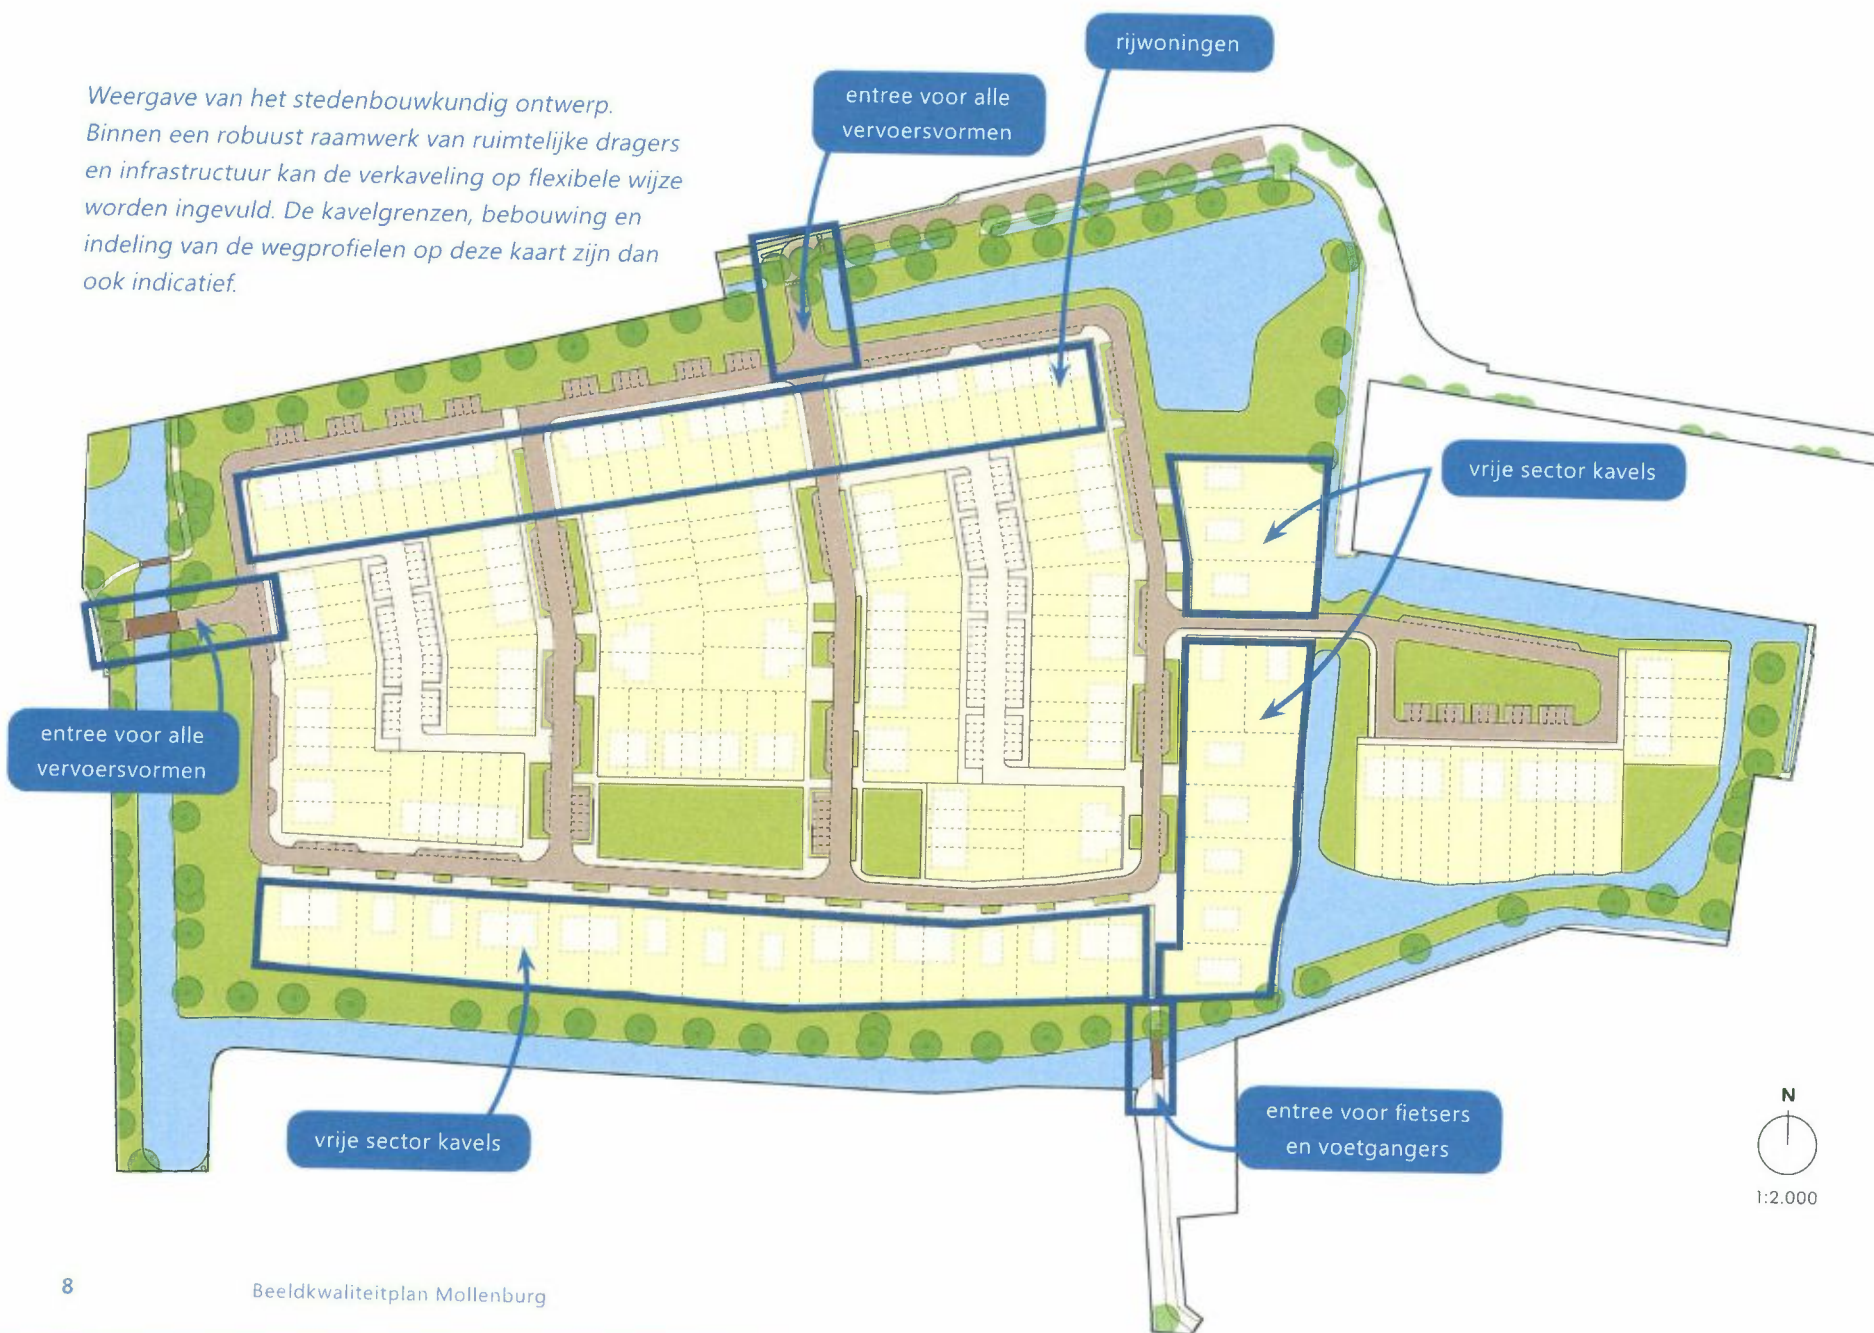 rijwoningen
entree voor alle
vervoersvormen
Weergave van het stedenbouwkundig ontwerp.
Binnen een robuust raamwerk van ruimtelijke dragers
en infrastructuur kan de verkaveling op flexibele wijze
worden ingevuld. De kavelgrenzen, bebouwing en
indeling van de wegprofielen op deze kaart zijn dan
ook indicatief.
vrije sector kavels
entree voor alle
vervoersvormen
vrije sector kavels
entree voor fietsers
en voetgangers
N
1:2.000
8
Beeldkwaliteitplan Mollenburg